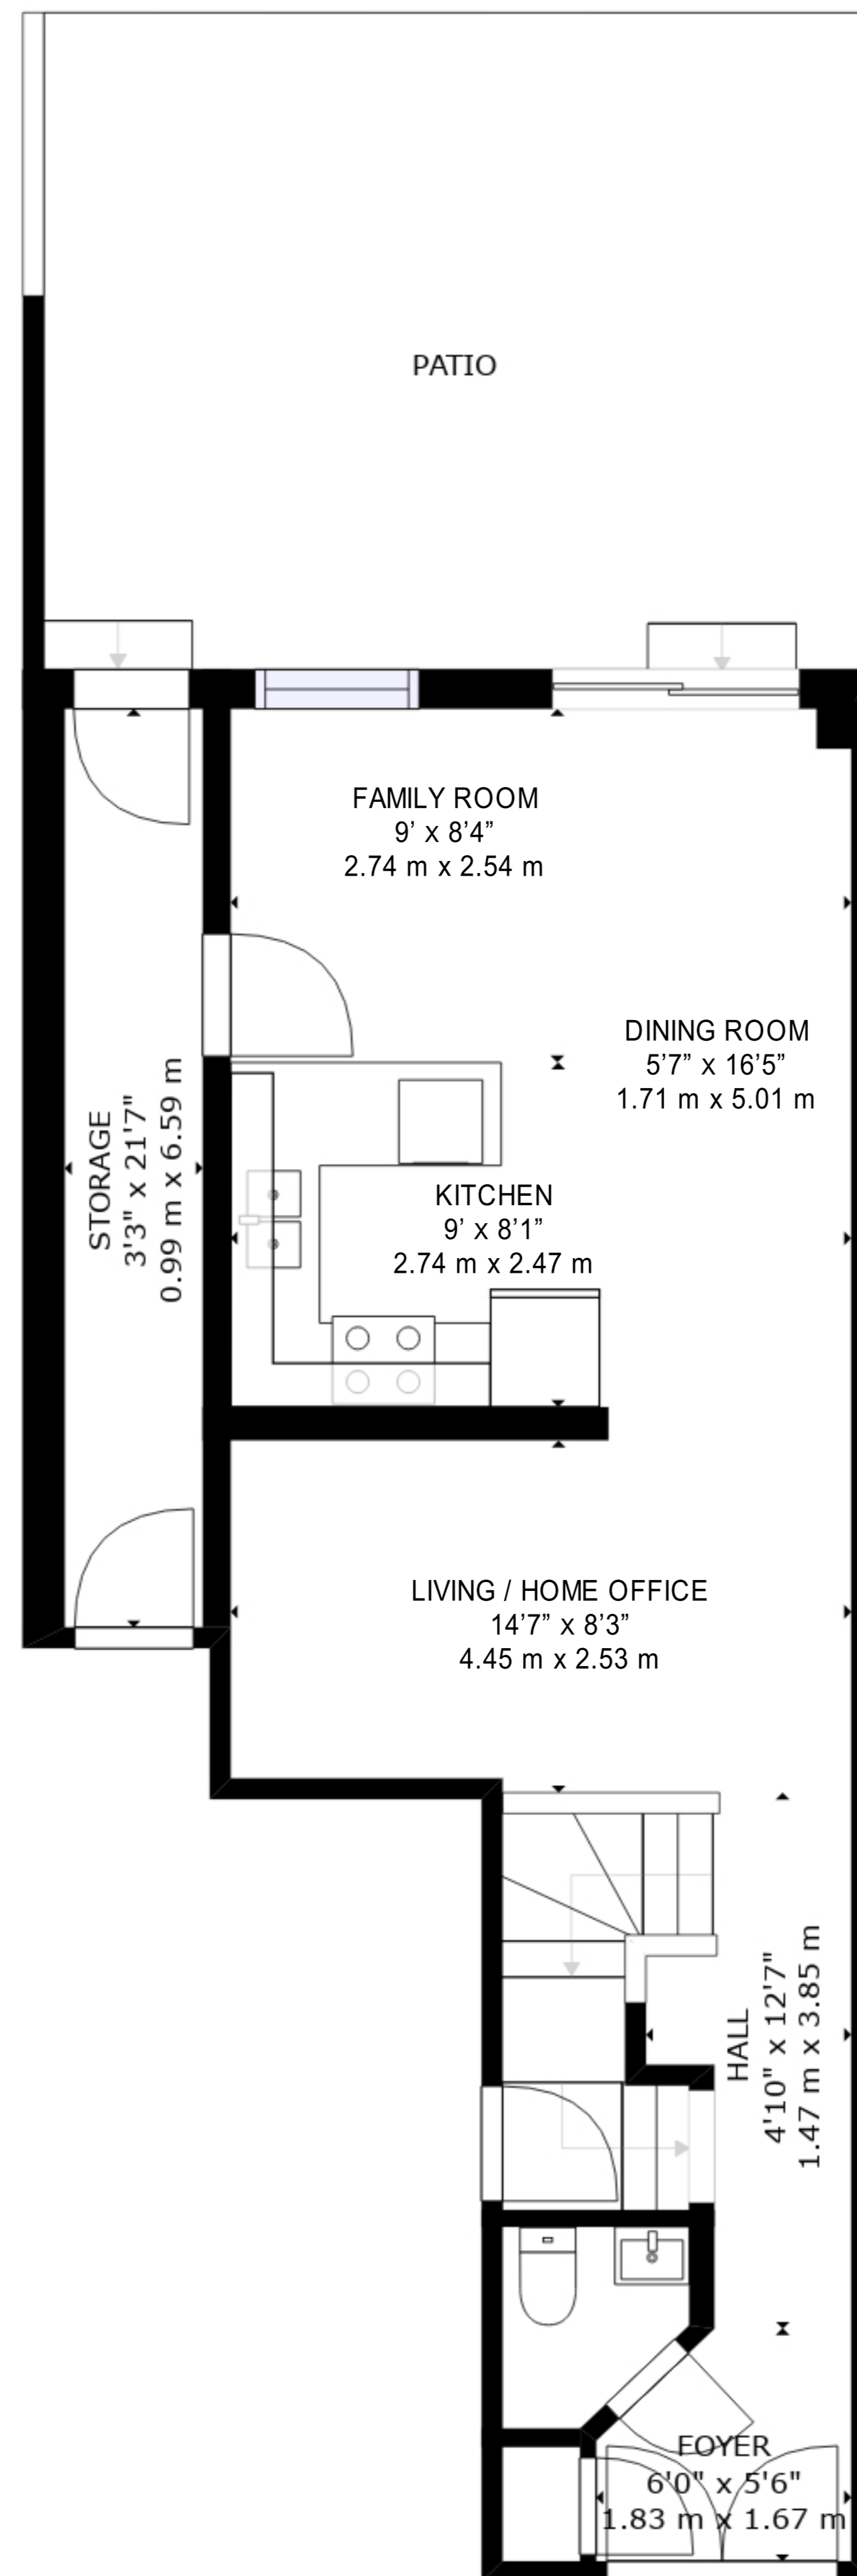 PATIO
FAMILY ROOM
9’ x 8’4”
2.74 m x 2.54 m
DINING ROOM
5’7” x 16’5”
1.71 m x 5.01 m
STORAGE
3'3" x 21'7"
0.99 m x 6.59 m
KITCHEN
9’ x 8’1”
2.74 m x 2.47 m
LIVING / HOME OFFICE
14’7” x 8’3”
4.45 m x 2.53 m
HALL
4'10" x 12'7"
1.47 m x 3.85 m
FOYER
6'0" x 5'6"
1.83 m x 1.67 m